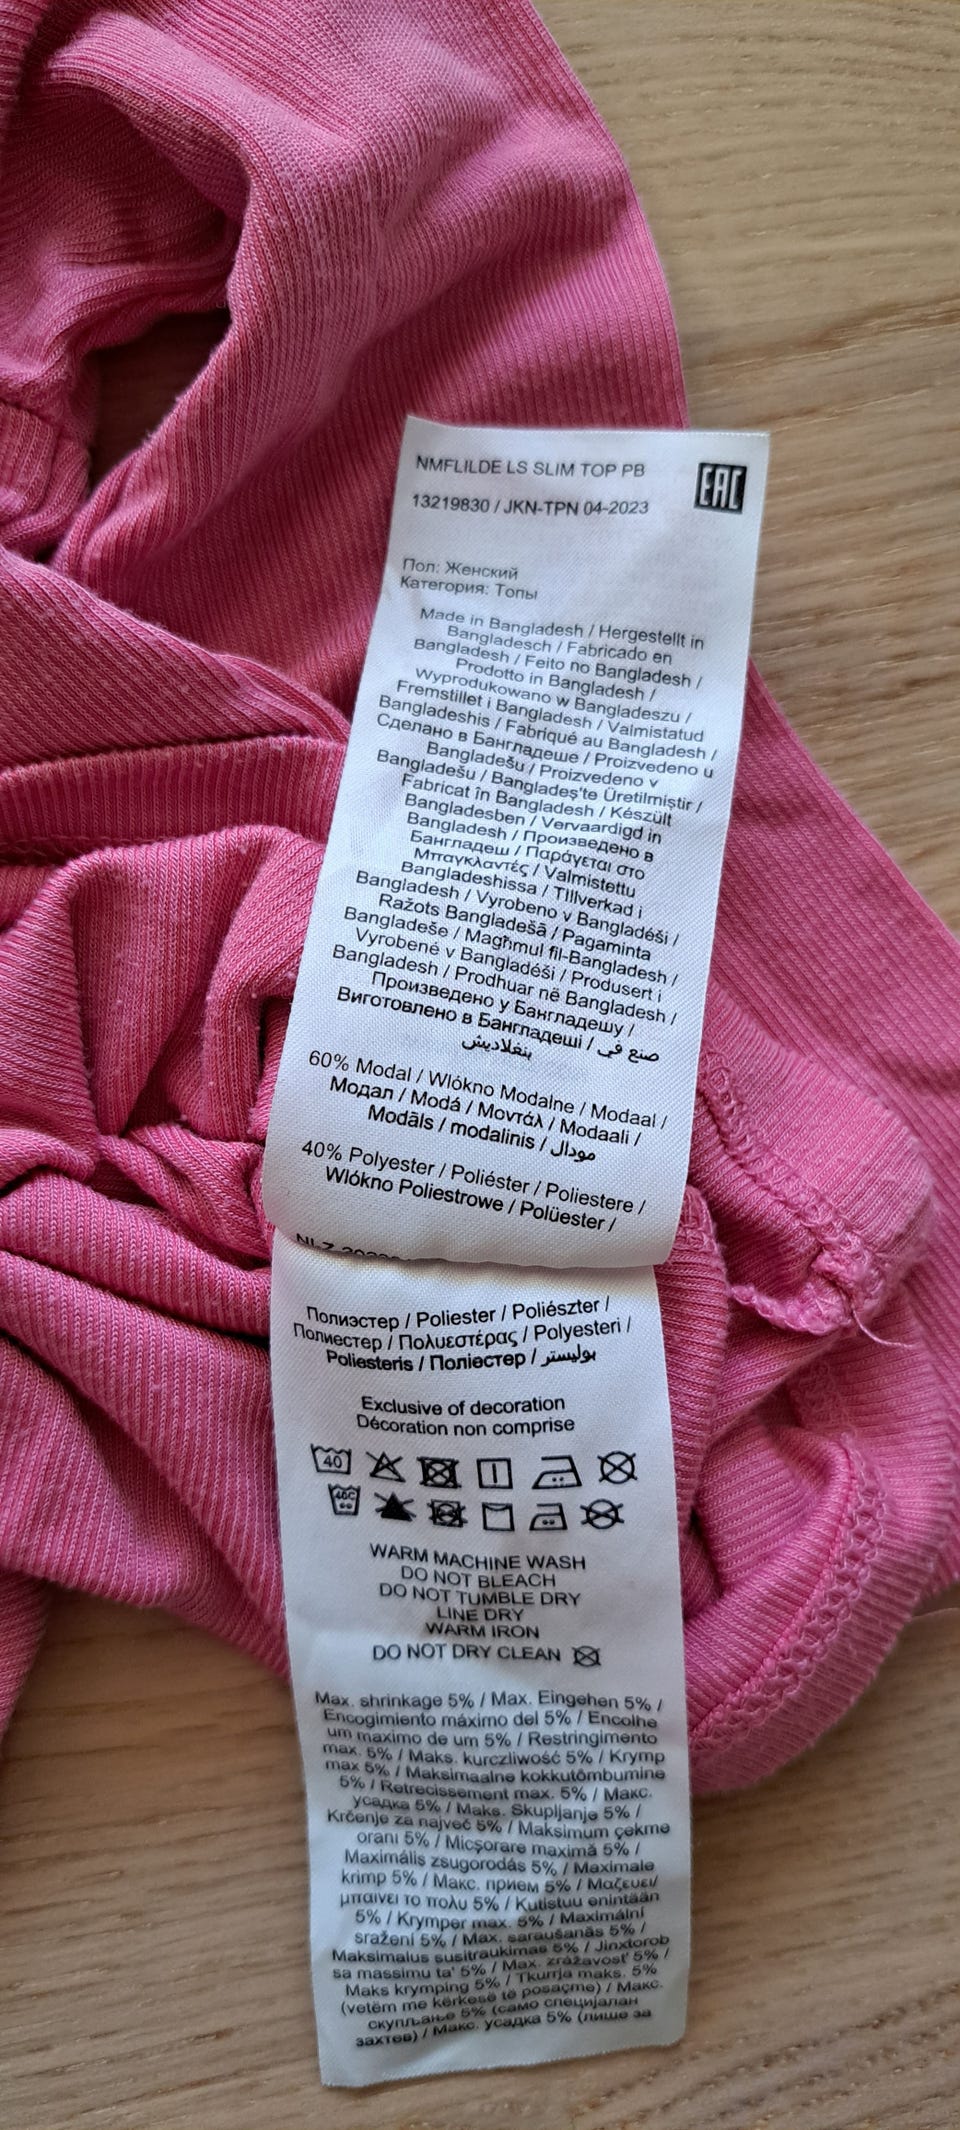 NMFLILDE LS SLIM TOP PB
EAC
13219830 / JKN-TPN 04-2023
Пол: Женский
Категория: Топы
Made in Bangladesh / Hergestellt in
Bangladesch / Fabricado en
Bangladesh / Feito no Bangladesh /
Prodotto in Bangladesh /
Wyprodukowano w Bangladeszu /
Fremstillet i Bangladesh / Valmistatud
Bangladeshis / Fabriqué au Bangladesh /
Сделано в Бангладеше / Proizvedeno u
Bangladešu / Proizvedeno v
Bangladešu / Bangladeş'te Üretilmiştir /
Fabricat în Bangladesh / Készült
Bangladesben / Vervaardigd in
Bangladesh / Произведено в
Бангладеш / Παράγεται στο
Μπαγκλαντές / Valmistettu
Bangladeshissa / Tillverkad i
Bangladesh / Vyrobeno v Bangladéši /
Ražots Bangladešā / Pagaminta
Bangladeše / Magħmul fil-Bangladesh /
Vyrobené v Bangladéši / Produsert i
Bangladesh / Prodhuar në Bangladesh /
Произведено у Бангладешу /
Виготовлено в Бангладеші / صنع في
بنغلاديش
60% Modal / Wlókno Modalne / Modaal /
Модал / Modá / Μοντάλ / Modaali /
Modāls / modalinis / مودال
40% Polyester / Poliéster / Poliestere /
Wlókno Poliestrowe / Polüester /
Полиэстер / Poliester / Poliészter /
Полиестер / Πολυεστέρας / Polyesteri /
Poliesteris / Поліестер / بوليستر
Exclusive of decoration
Décoration non comprise
40
40C
WARM MACHINE WASH
DO NOT BLEACH
DO NOT TUMBLE DRY
LINE DRY
WARM IRON
DO NOT DRY CLEAN
Max. shrinkage 5% / Max. Eingehen 5% /
Encogimiento máximo del 5% / Encolhe
um maximo de um 5% / Restringimento
max. 5% / Maks. kurczliwość 5% / Krymp
max 5% / Maksimaalne kokkutõmbumine
5% / Retrecissement max. 5% / Макс.
усадка 5% / Maks. Skupljanje 5% /
Krčenje za največ 5% / Maksimum çekme
oranı 5% / Micşorare maximă 5% /
Maximális zsugorodás 5% / Maximale
krimp 5% / Макс. прием 5% / Μαζευει/
μπαίνει το πολυ 5% / Kutistuu enintään
5% / Krymper max. 5% / Maximální
sražení 5% / Max. saraušanās 5% /
Maksimalus susitraukimas 5% / Jinxtorob
sa massimu ta' 5% / Max. zrážavosť 5% /
Maks krymping 5% / Tkurrja maks. 5%
(vetëm me kërkesë të posaçme) / Макс.
скупљање 5% (само специјалан
захтев) / Макс. усадка 5% (лише за